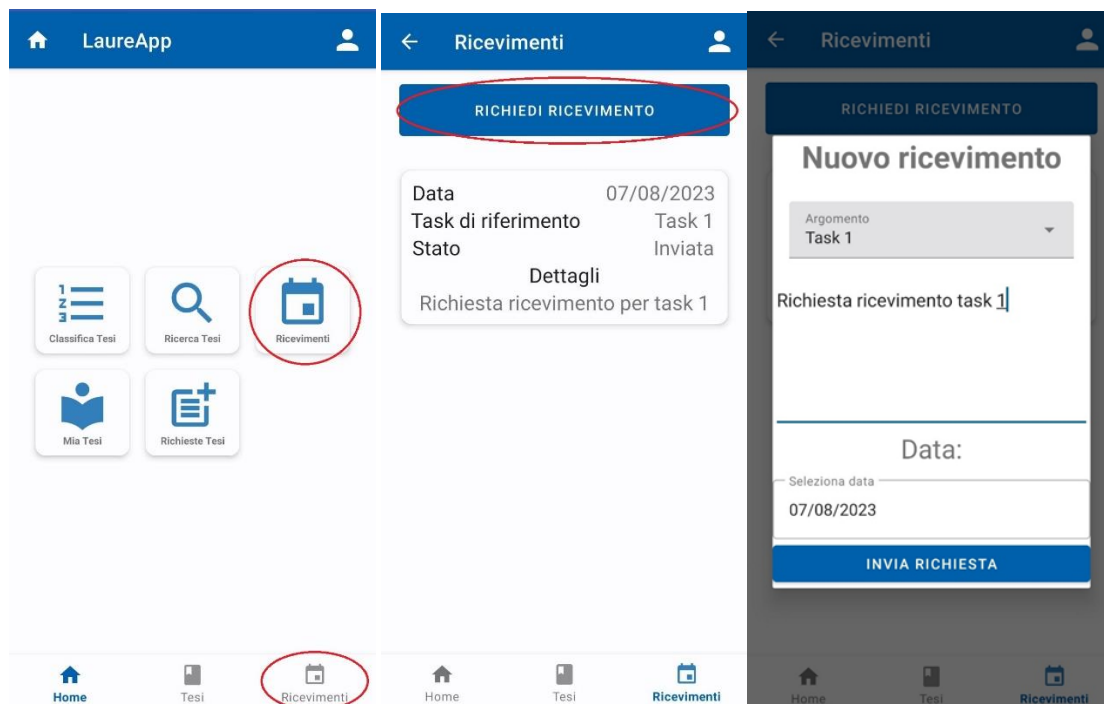 LaureApp
1
2
3
Classifica Tesi
Ricerca Tesi
Ricevimenti
Mia Tesi
Richieste Tesi
Home
Tesi
Ricevimenti
Ricevimenti
RICHIEDI RICEVIMENTO
Data 07/08/2023
Task di riferimento Task 1
Stato Inviata
Dettagli
Richiesta ricevimento per task 1
Home
Tesi
Ricevimenti
Ricevimenti
RICHIEDI RICEVIMENTO
Nuovo ricevimento
Argomento
Task 1
Richiesta ricevimento task 1
Data:
Seleziona data
07/08/2023
INVIA RICHIESTA
Home
Tesi
Ricevimenti